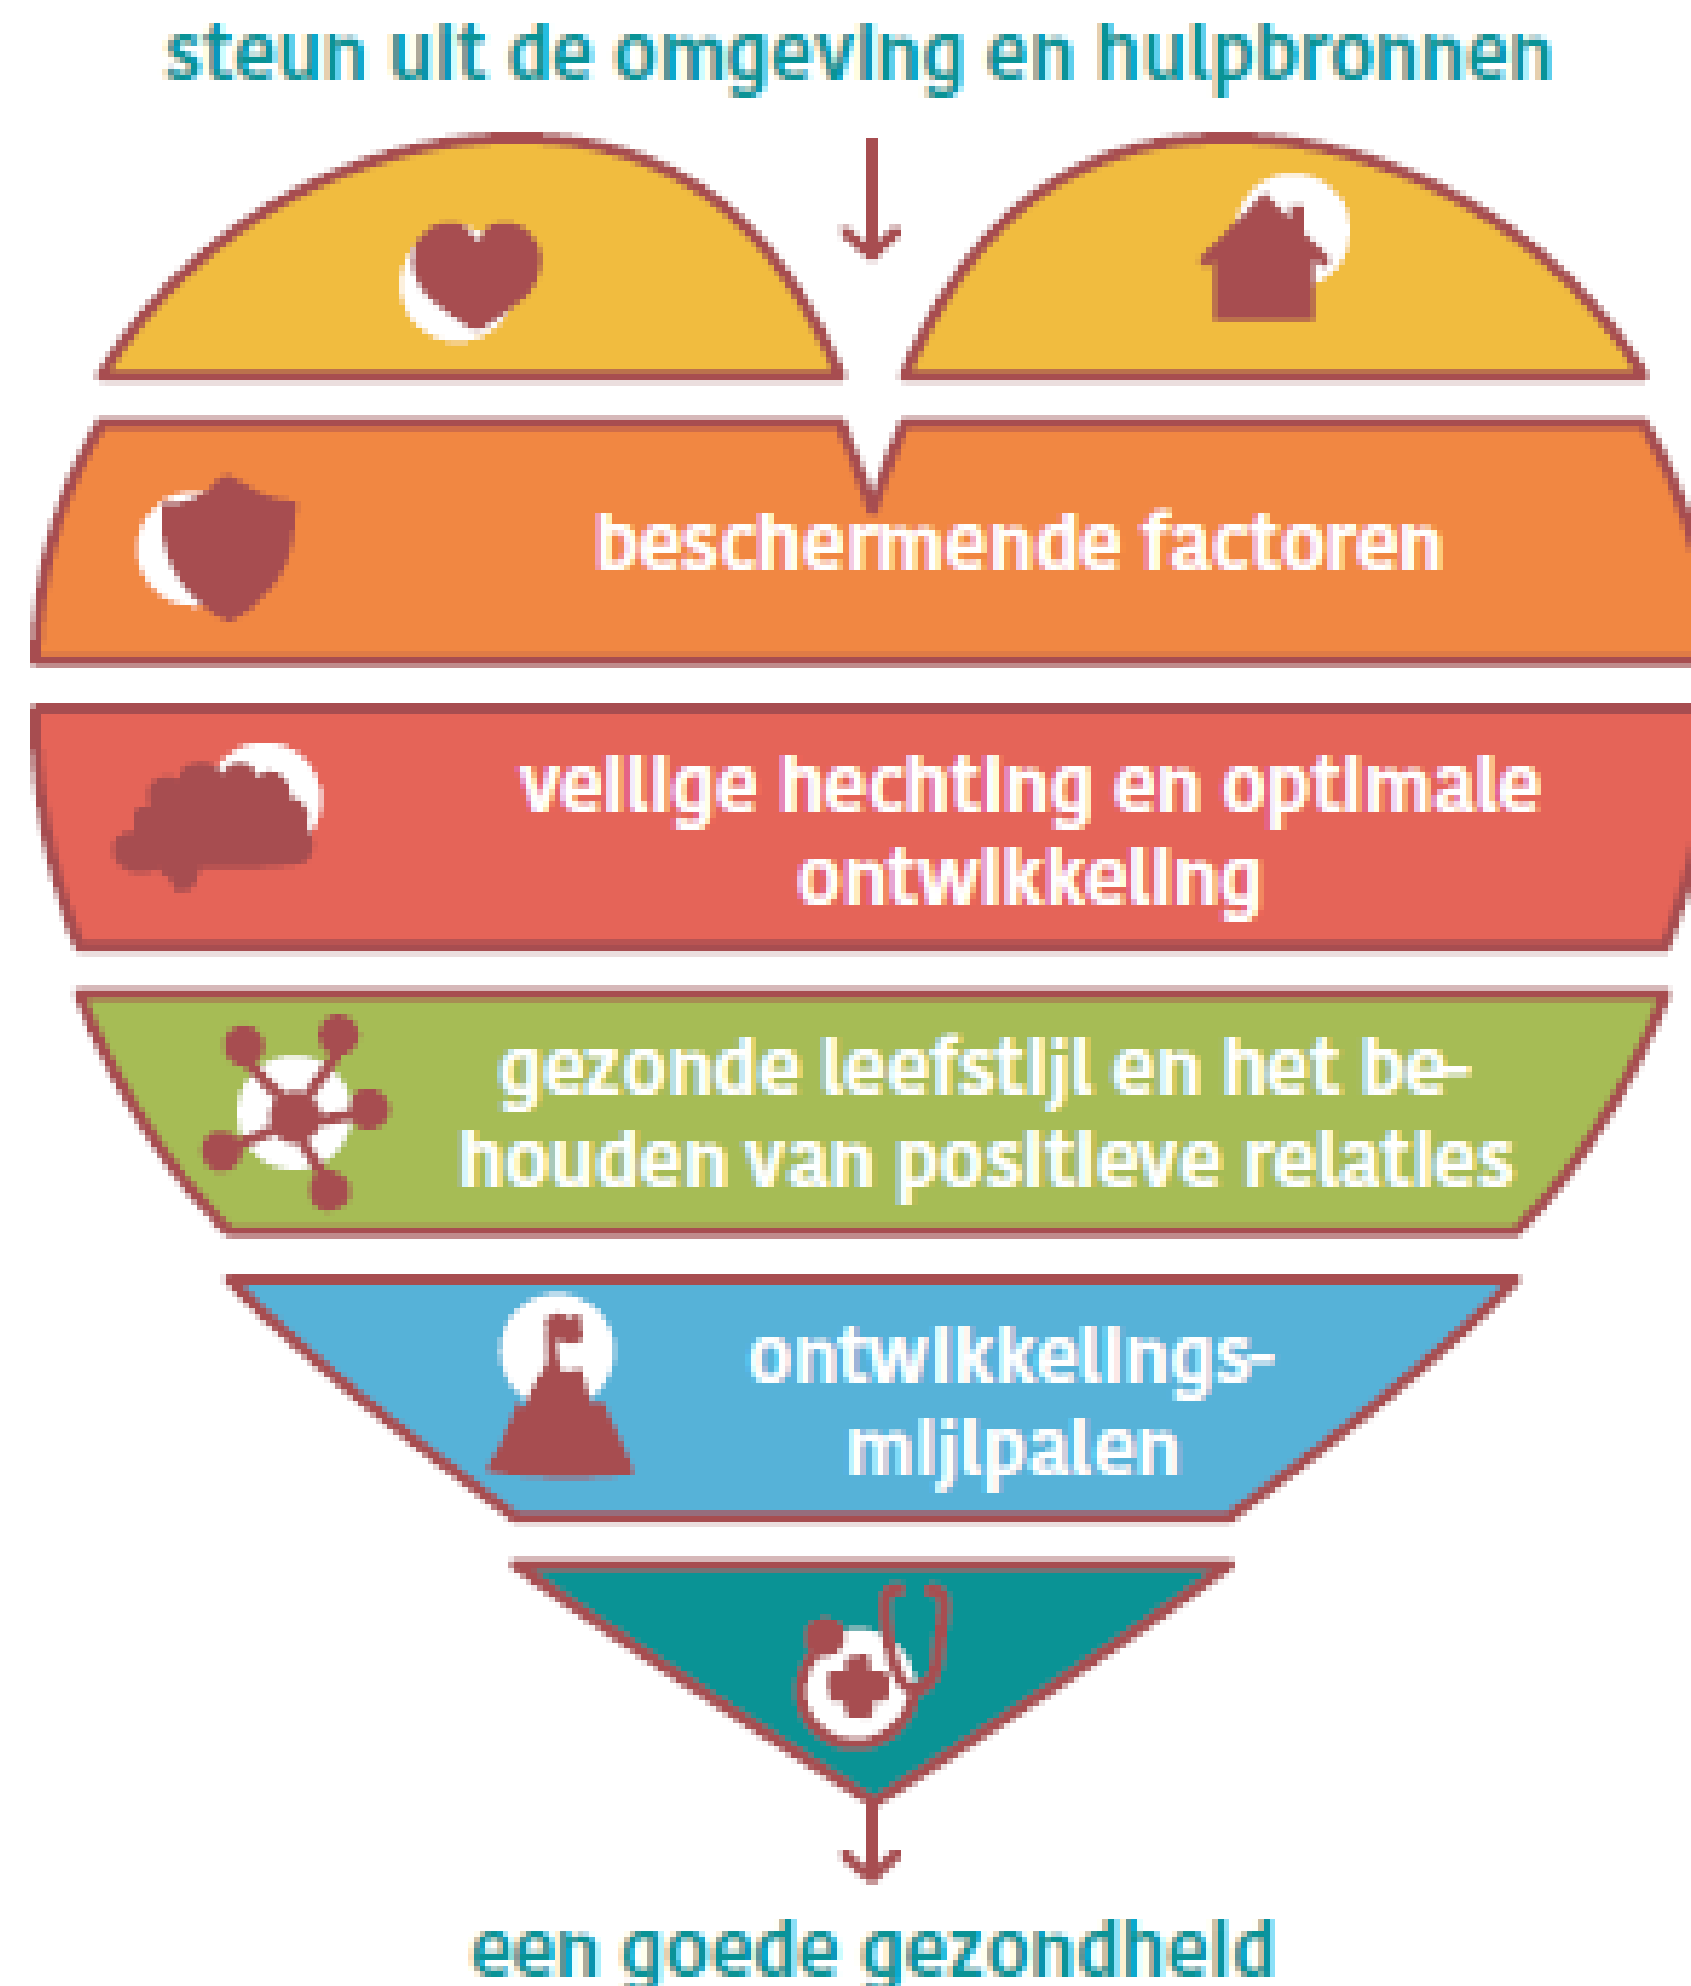 steun uit de omgeving en hulpbronnen
beschermende factoren
veilige hechting en optimale
ontwikkeling
gezonde leefstijl en het be-
houden van positieve relaties
ontwikkelings-
mijlpalen
een goede gezondheid